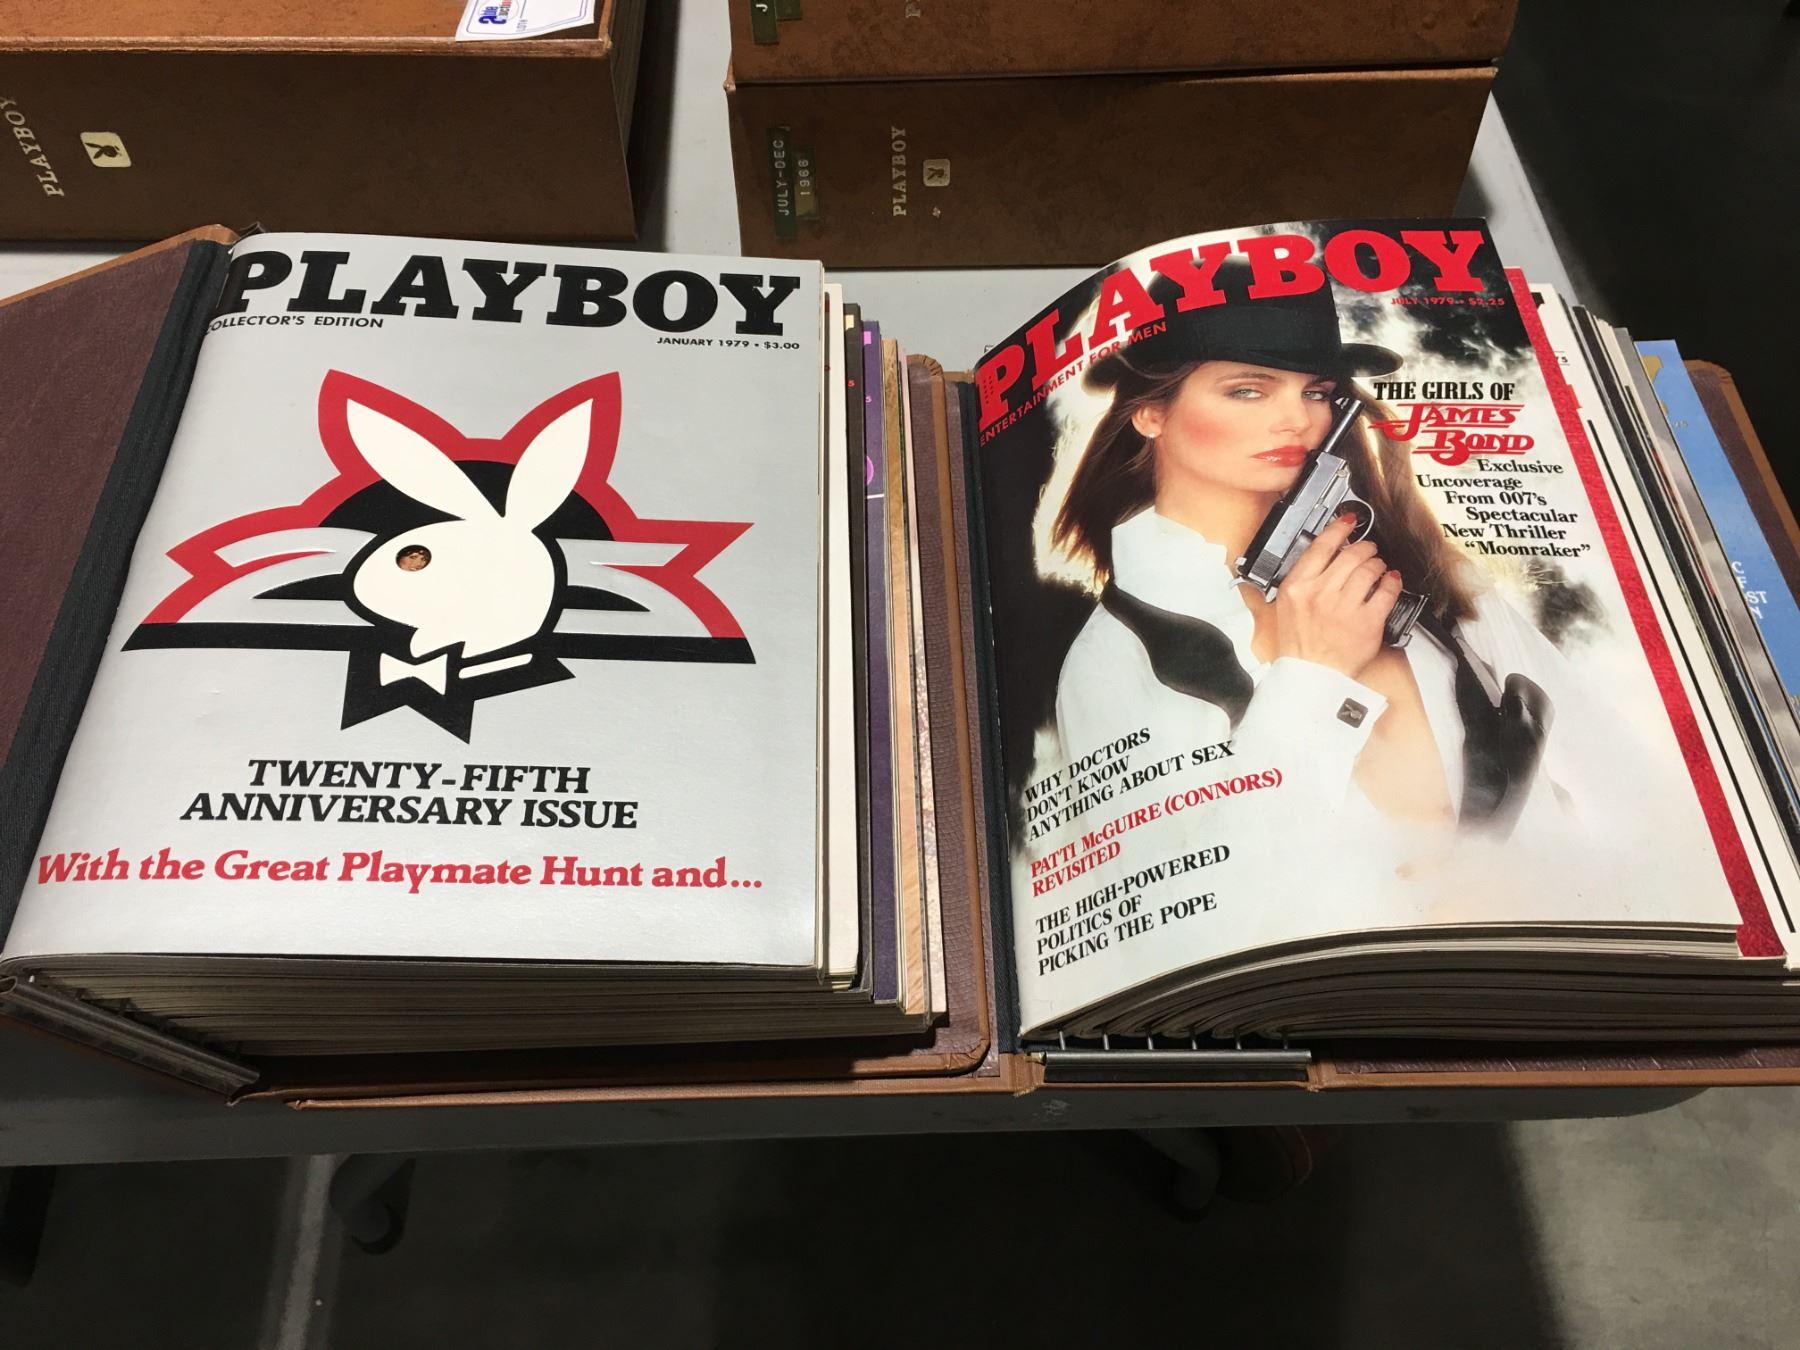 PLAYBOY
PLAYBOY
JULY-DEC
1966
PLAYBOY
COLLECTOR'S EDITION
JANUARY 1979 • $3.00
TWENTY-FIFTH
ANNIVERSARY ISSUE
With the Great Playmate Hunt and...
PLAYBOY
ENTERTAINMENT FOR MEN
JULY 1979 • $2.25
THE GIRLS OF
JAMES
BOND
Exclusive
Uncoverage
From 007's
Spectacular
New Thriller
"Moonraker"
WHY DOCTORS
DON'T KNOW
ANYTHING ABOUT SEX
PATTI McGUIRE (CONNORS)
REVISITED
THE HIGH-POWERED
POLITICS OF
PICKING THE POPE